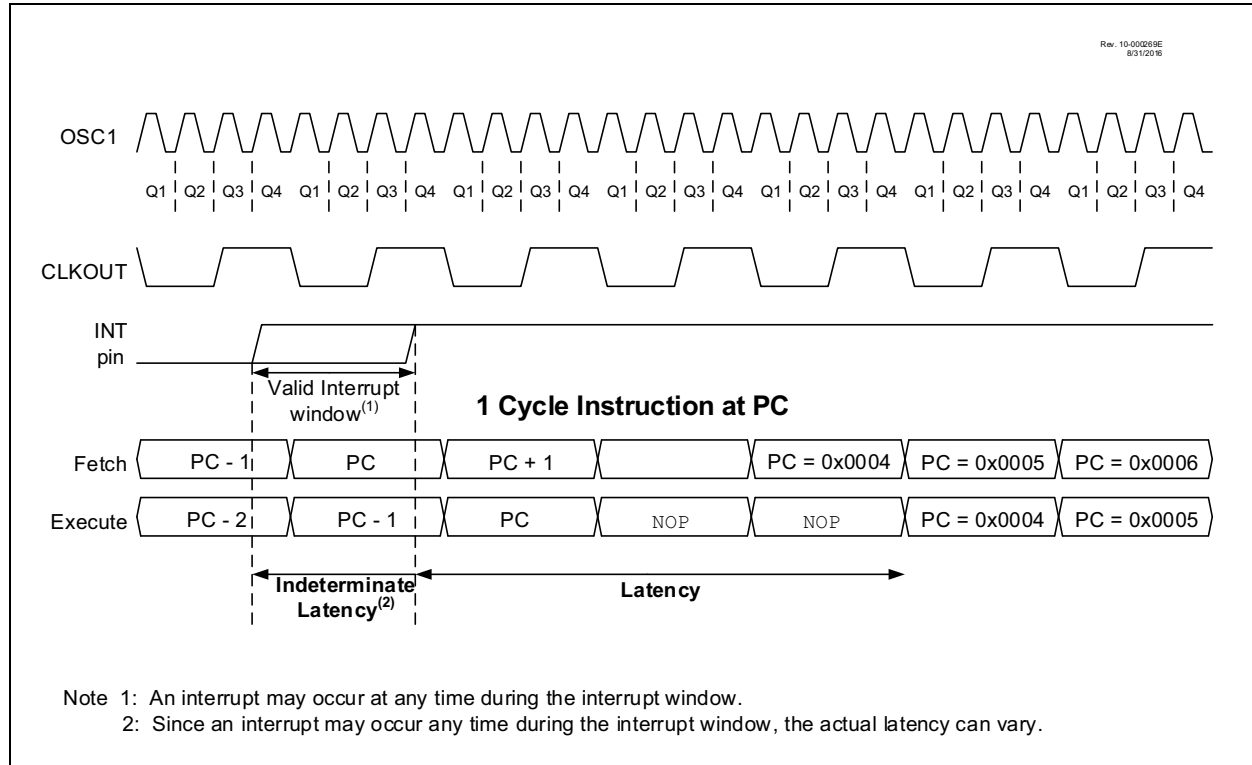 Rev. 10-000269E
8/31/2016
OSC1
Q1 Q2 Q3 Q4 Q1 Q2 Q3 Q4 Q1 Q2 Q3 Q4 Q1 Q2 Q3 Q4 Q1 Q2 Q3 Q4 Q1 Q2 Q3 Q4 Q1 Q2 Q3 Q4
CLKOUT
INT
pin
Valid Interrupt
window(1)
1 Cycle Instruction at PC
Fetch PC - 1 PC PC + 1 PC = 0x0004 PC = 0x0005 PC = 0x0006
Execute PC - 2 PC - 1 PC NOP NOP PC = 0x0004 PC = 0x0005
Indeterminate
Latency(2)
Latency
Note 1: An interrupt may occur at any time during the interrupt window.
2: Since an interrupt may occur any time during the interrupt window, the actual latency can vary.